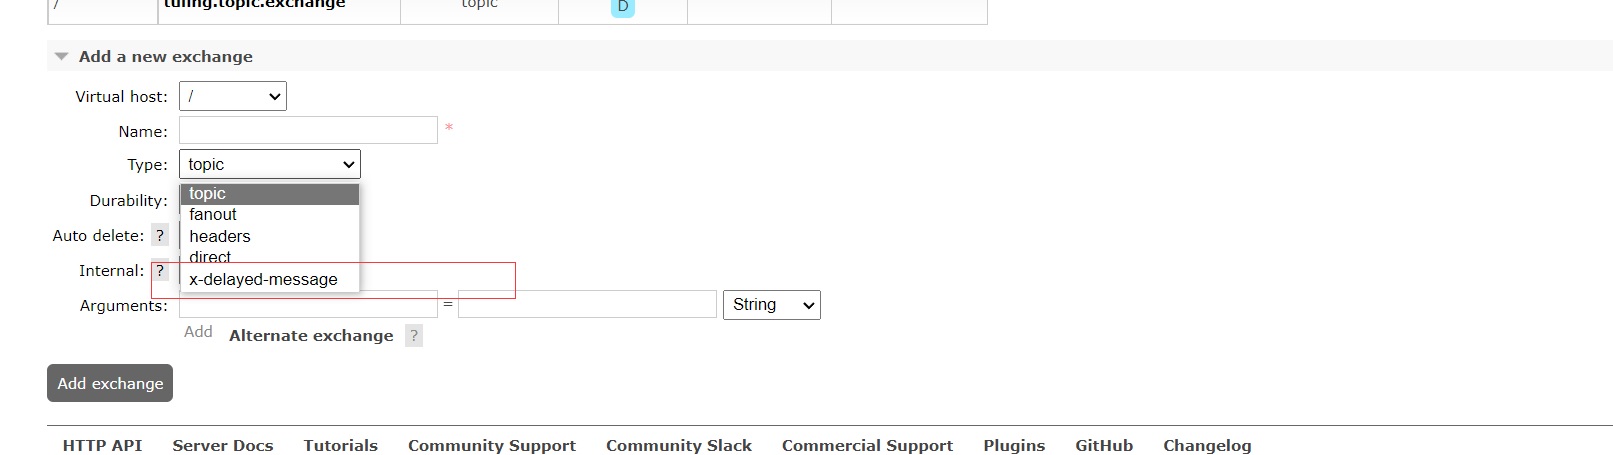 / tuling.topic.exchange topic D
Add a new exchange
Virtual host: /
Name: *
Type: topic
topic
Durability:
fanout
Auto delete: ? headers
direct
Internal: ? x-delayed-message
Arguments: = String
Add Alternate exchange ?
Add exchange
HTTP API Server Docs Tutorials Community Support Community Slack Commercial Support Plugins GitHub Changelog